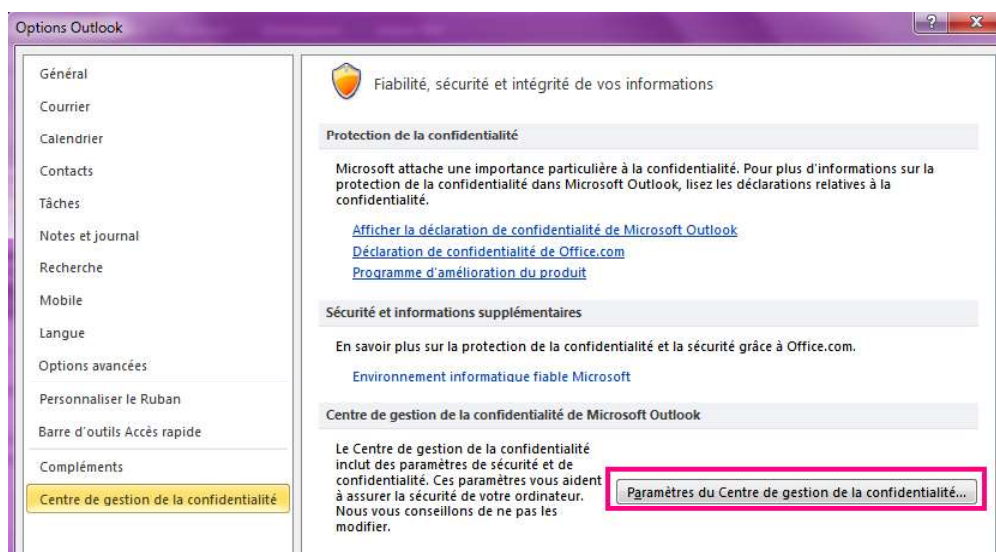 Options Outlook
Général
Courrier
Calendrier
Contacts
Tâches
Notes et journal
Recherche
Mobile
Langue
Options avancées
Personnaliser le Ruban
Barre d'outils Accès rapide
Compléments
Centre de gestion de la confidentialité
Fiabilité, sécurité et intégrité de vos informations
Protection de la confidentialité
Microsoft attache une importance particulière à la confidentialité. Pour plus d'informations sur la
protection de la confidentialité dans Microsoft Outlook, lisez les déclarations relatives à la
confidentialité.
Afficher la déclaration de confidentialité de Microsoft Outlook
Déclaration de confidentialité de Office.com
Programme d'amélioration du produit
Sécurité et informations supplémentaires
En savoir plus sur la protection de la confidentialité et la sécurité grâce à Office.com.
Environnement informatique fiable Microsoft
Centre de gestion de la confidentialité de Microsoft Outlook
Le Centre de gestion de la confidentialité
inclut des paramètres de sécurité et de
confidentialité. Ces paramètres vous aident
à assurer la sécurité de votre ordinateur.
Nous vous conseillons de ne pas les
modifier.
Paramètres du Centre de gestion de la confidentialité...